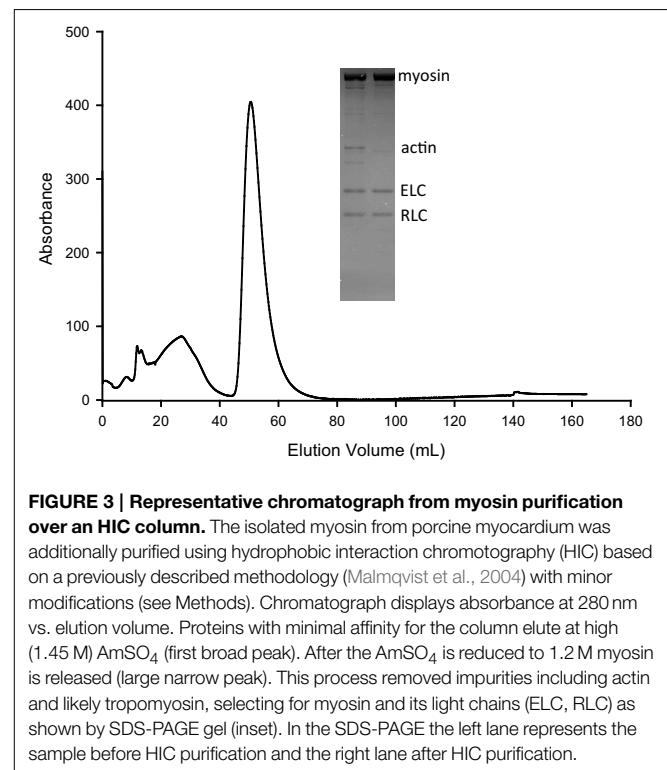 500
400
300
200
100
0
Absorbance
0 20 40 60 80 100 120 140 160 180
Elution Volume (mL)
myosin
actin
ELC
RLC
FIGURE 3 | Representative chromatograph from myosin purification
over an HIC column. The isolated myosin from porcine myocardium was
additionally purified using hydrophobic interaction chromotography (HIC) based
on a previously described methodology (Malmqvist et al., 2004) with minor
modifications (see Methods). Chromatograph displays absorbance at 280 nm
vs. elution volume. Proteins with minimal affinity for the column elute at high
(1.45 M) AmSO₄ (first broad peak). After the AmSO₄ is reduced to 1.2 M myosin
is released (large narrow peak). This process removed impurities including actin
and likely tropomyosin, selecting for myosin and its light chains (ELC, RLC) as
shown by SDS-PAGE gel (inset). In the SDS-PAGE the left lane represents the
sample before HIC purification and the right lane after HIC purification.